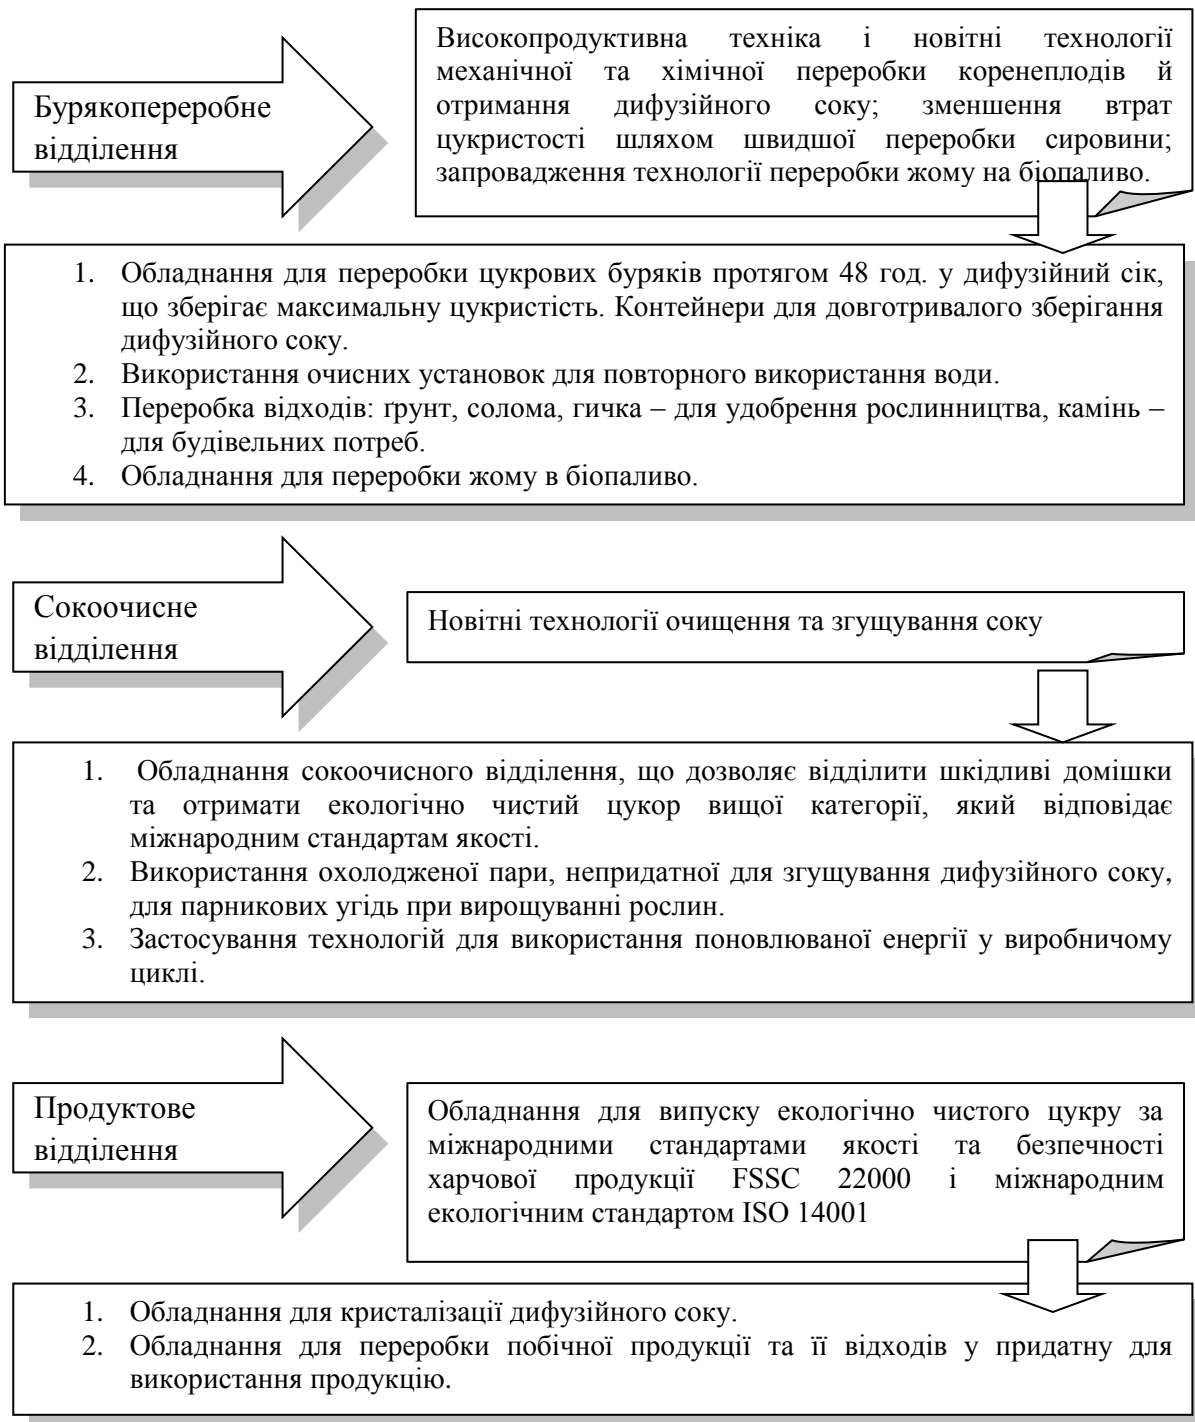 Бурякопереробне
відділення
Високопродуктивна техніка і новітні технології
механічної та хімічної переробки коренеплодів й
отримання дифузійного соку; зменшення втрат
цукристості шляхом швидшої переробки сировини;
запровадження технології переробки жому на біопаливо.
1. Обладнання для переробки цукрових буряків протягом 48 год. у дифузійний сік,
що зберігає максимальну цукристість. Контейнери для довготривалого зберігання
дифузійного соку.
2. Використання очисних установок для повторного використання води.
3. Переробка відходів: ґрунт, солома, гичка – для удобрення рослинництва, камінь –
для будівельних потреб.
4. Обладнання для переробки жому в біопаливо.
Сокоочисне
відділення
Новітні технології очищення та згущування соку
1. Обладнання сокоочисного відділення, що дозволяє відділити шкідливі домішки
та отримати екологічно чистий цукор вищої категорії, який відповідає
міжнародним стандартам якості.
2. Використання охолодженої пари, непридатної для згущування дифузійного соку,
для парникових угідь при вирощуванні рослин.
3. Застосування технологій для використання поновлюваної енергії у виробничому
циклі.
Продуктове
відділення
Обладнання для випуску екологічно чистого цукру за
міжнародними стандартами якості та безпечності
харчової продукції FSSC 22000 і міжнародним
екологічним стандартом ISO 14001
1. Обладнання для кристалізації дифузійного соку.
2. Обладнання для переробки побічної продукції та її відходів у придатну для
використання продукцію.